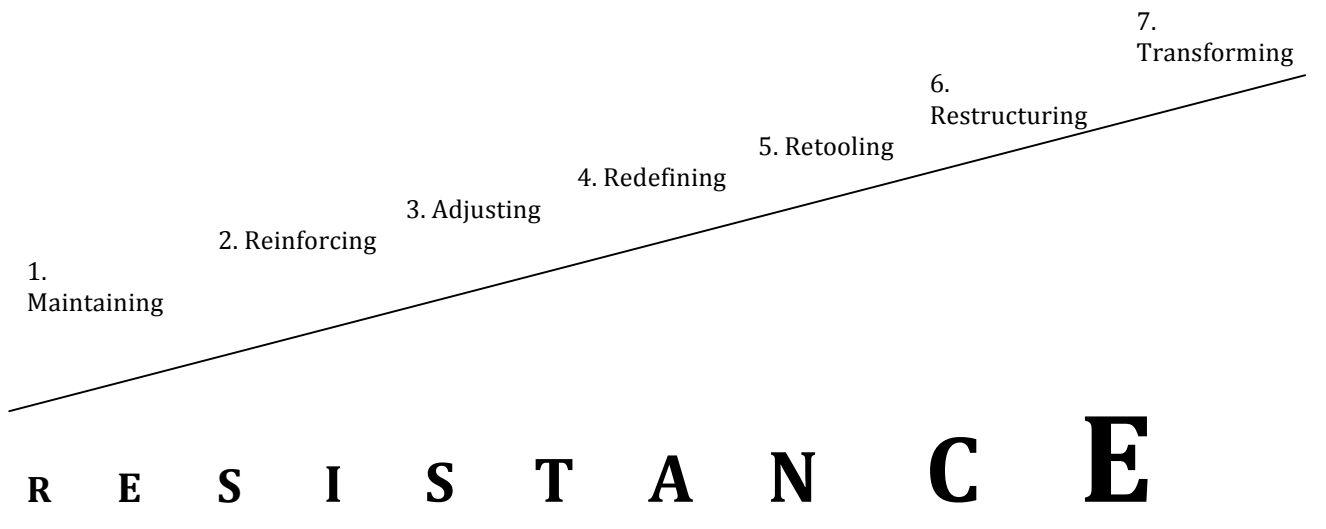 1.
Maintaining
2. Reinforcing
3. Adjusting
4. Redefining
5. Retooling
6.
Restructuring
7.
Transforming
R E S I S T A N C E